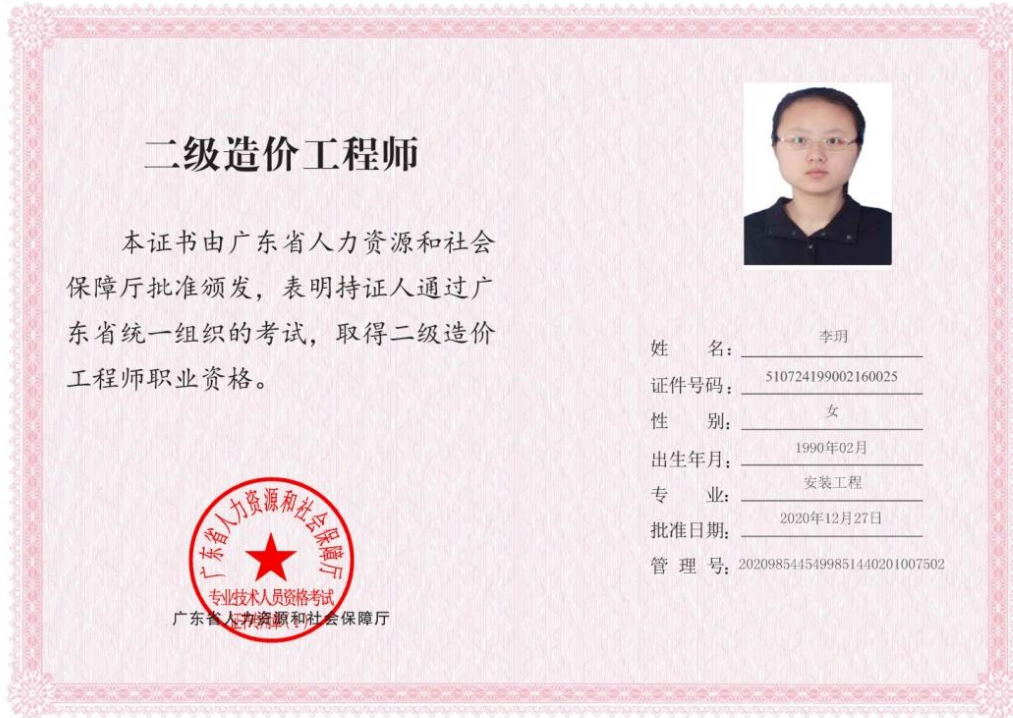 二级造价工程师
本证书由广东省人力资源和社会
保障厅批准颁发，表明持证人通过广
东省统一组织的考试，取得二级造价
工程师职业资格。
姓 名：李玥
证件号码：510724199002160025
性 别：女
出生年月：1990年02月
专 业：安装工程
批准日期：2020年12月27日
管 理 号：20209854454999851440201007502
广东省人力资源和社会保障厅
专业技术人员资格考试
广东省人力资源和社会保障厅